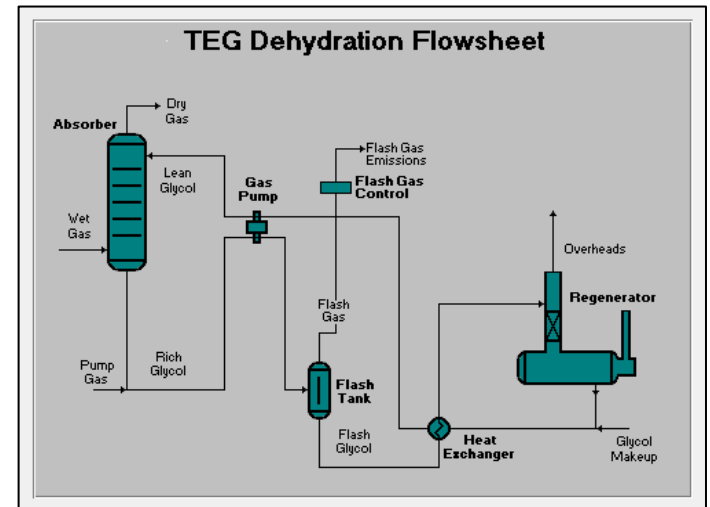 TEG Dehydration Flowsheet
Dry
Gas
Absorber
Lean
Glycol
Wet
Gas
Gas
Pump
Flash Gas
Emissions
Flash Gas
Control
Overheads
Regenerator
Flash
Gas
Pump
Gas
Rich
Glycol
Flash
Tank
Flash
Glycol
Heat
Exchanger
Glycol
Makeup